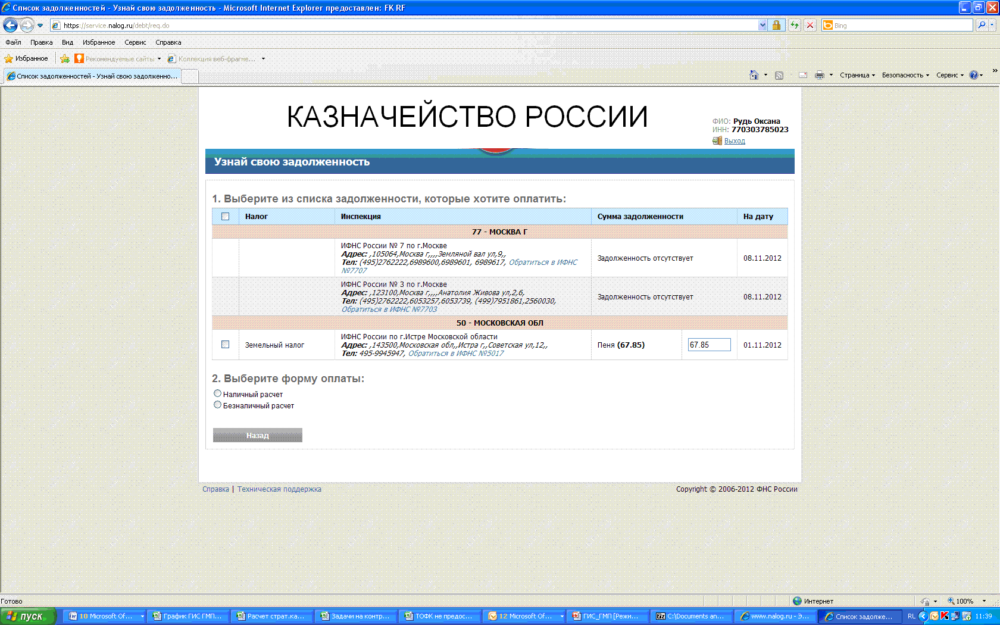 Список задолженностей - Узнай свою задолженность - Microsoft Internet Explorer предоставлен: FK RF
https://service.nalog.ru/debt/req.do
Bing
Файл Правка Вид Избранное Сервис Справка
Избранное Рекомендуемые сайты Коллекция веб-фрагме...
Список задолженностей - Узнай свою задолженно...
Страница Безопасность Сервис
КАЗНАЧЕЙСТВО РОССИИ
ФИО: Рудь Оксана
ИНН: 770303785023
Выход
Узнай свою задолженность
1. Выберите из списка задолженности, которые хотите оплатить:
Налог Инспекция Сумма задолженности На дату
77 - МОСКВА Г
ИФНС России № 7 по г.Москве
Адрес: ,105064,Москва г,,,,Земляной вал ул,9,,
Тел: (495)2762222,6989600,6989601, 6989617, Обратиться в ИФНС
№7707
Задолженность отсутствует
08.11.2012
ИФНС России № 3 по г.Москве
Адрес: ,123100,Москва г,,,,Анатолия Живова ул,2,6,
Тел: (495)2762222,6053257,6053739, (499)7951861,2560030,
Обратиться в ИФНС №7703
Задолженность отсутствует
08.11.2012
50 - МОСКОВСКАЯ ОБЛ
Земельный налог
ИФНС России по г.Истре Московской области
Адрес: ,143500,Московская обл,,Истра г,,Советская ул,12,,
Тел: 495-9945947, Обратиться в ИФНС №5017
Пеня (67.85)
67.85
01.11.2012
2. Выберите форму оплаты:
Наличный расчет
Безналичный расчет
Назад
Справка | Техническая поддержка
Copyright © 2006-2012 ФНС России
Готово Интернет 100%
пуск 10 Microsoft Of... График ГИС ГМП... Расчет страт.ка... Задачи на контр... ТОФК не предос... 12 Microsoft Of... ГИС_ГМП [Режи... C:\Documents an... www.nalog.ru - Э... Список задолже... RL 11:39